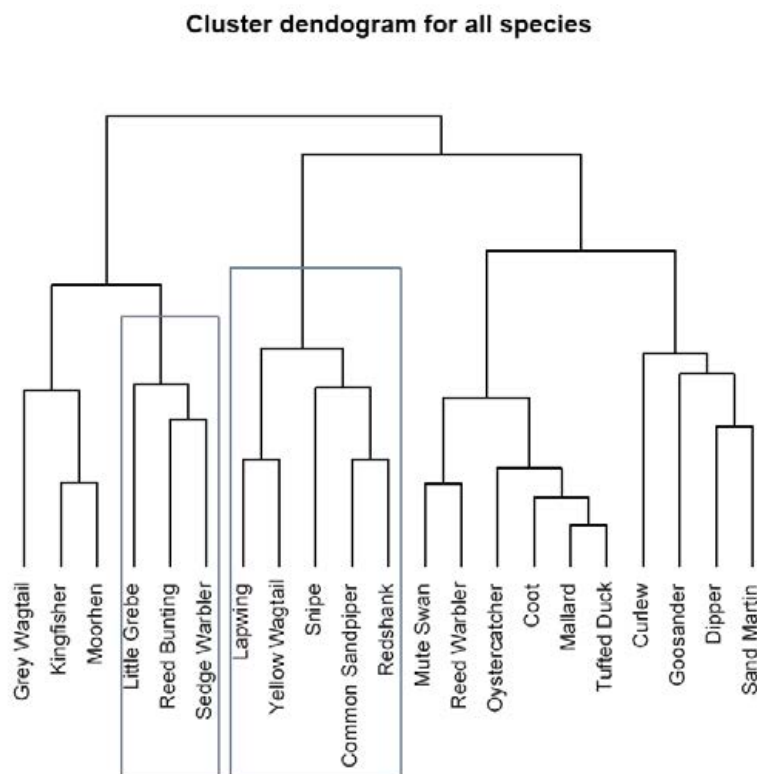 Cluster dendogram for all species
Grey Wagtail
Kingfisher
Moorhen
Little Grebe
Reed Bunting
Sedge Warbler
Lapwing
Yellow Wagtail
Snipe
Common Sandpiper
Redshank
Mute Swan
Reed Warbler
Oystercatcher
Coot
Mallard
Tufted Duck
Curlew
Goosander
Dipper
Sand Martin